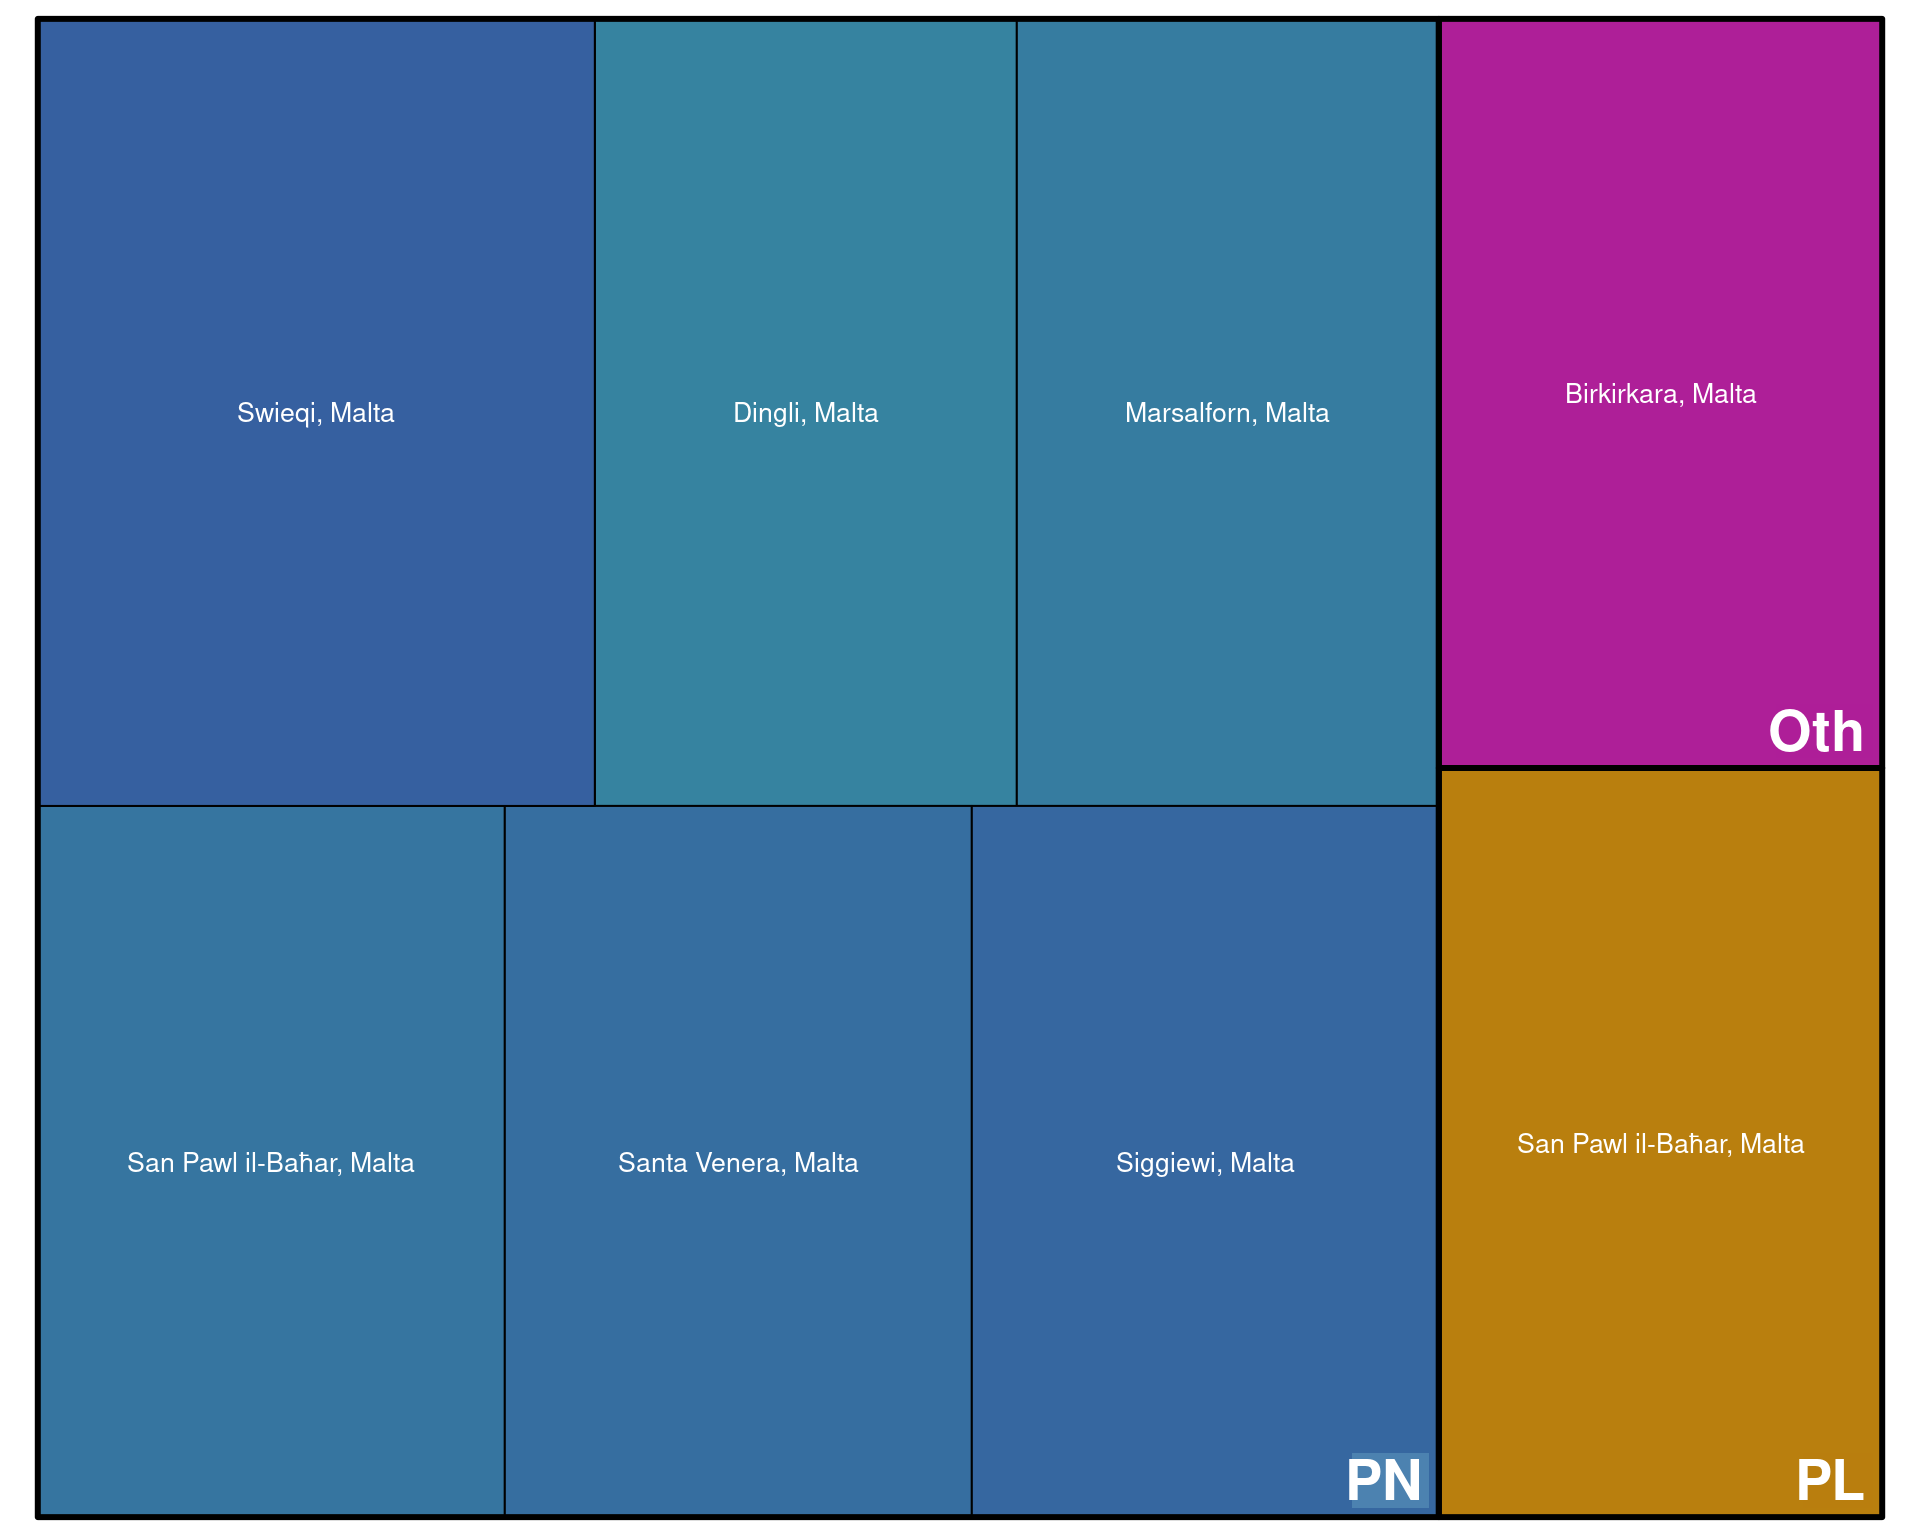 Swieqi, Malta
Dingli, Malta
Marsalforn, Malta
Birkirkara, Malta
Oth
San Pawl il-Baħar, Malta
Santa Venera, Malta
Siggiewi, Malta
PN
San Pawl il-Baħar, Malta
PL